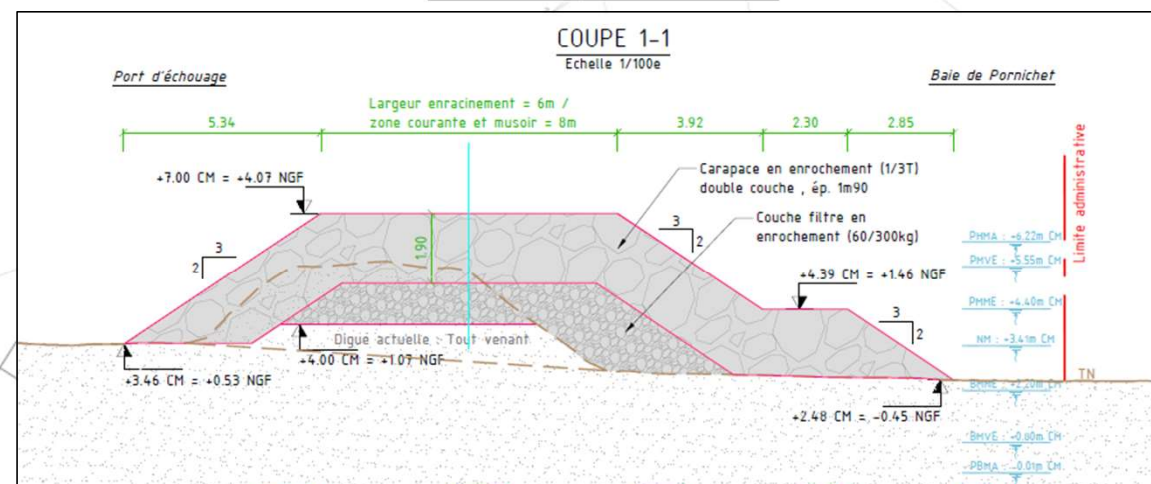 COUPE 1-1
Echelle 1/100e
Port d'échouage
Baie de Pornichet
Largeur enracinement = 6m /
zone courante et musoir = 8m
5.34
3.92
2.30
2.85
Limite administrative
+7.00 CM = +4.07 NGF
Carapace en enrochement (1/3T)
double couche , ép. 1m90
Couche filtre en
enrochement (60/300kg)
3
2
3
2
1.90
PHMA : +6.22m CM
PMVE : +5.55m CM
+4.39 CM = +1.46 NGF
PMME : +4.40m CM
3
2
NM : +3.41m CM
Digue actuelle : Tout venant
+4.00 CM = +1.07 NGF
+3.46 CM = +0.53 NGF
TN
BMME : +2.20m CM
+2.48 CM = -0.45 NGF
BMVE : +0.80m CM
PBMA : -0.01m CM